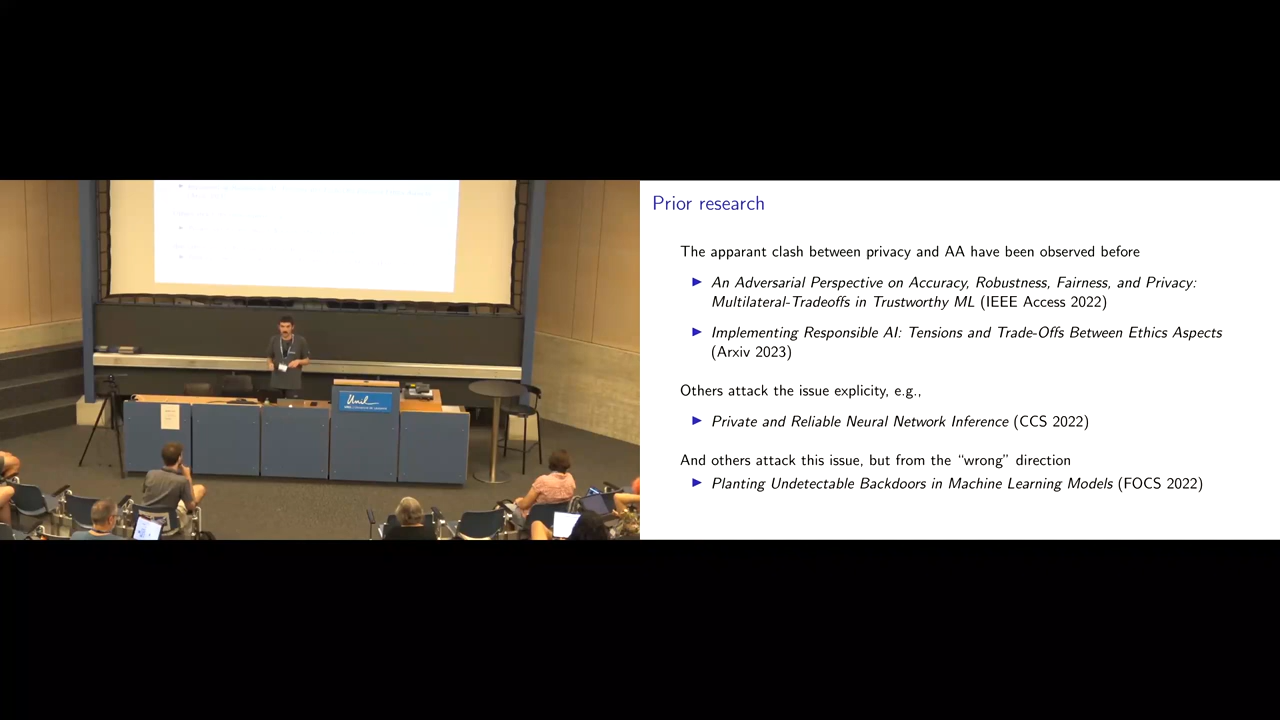 Prior research
The apparant clash between privacy and AA have been observed before
An Adversarial Perspective on Accuracy, Robustness, Fairness, and Privacy:
Multilateral-Tradeoffs in Trustworthy ML (IEEE Access 2022)
Implementing Responsible AI: Tensions and Trade-Offs Between Ethics Aspects
(Arxiv 2023)
Others attack the issue explicity, e.g.,
Private and Reliable Neural Network Inference (CCS 2022)
And others attack this issue, but from the “wrong” direction
Planting Undetectable Backdoors in Machine Learning Models (FOCS 2022)
Unil